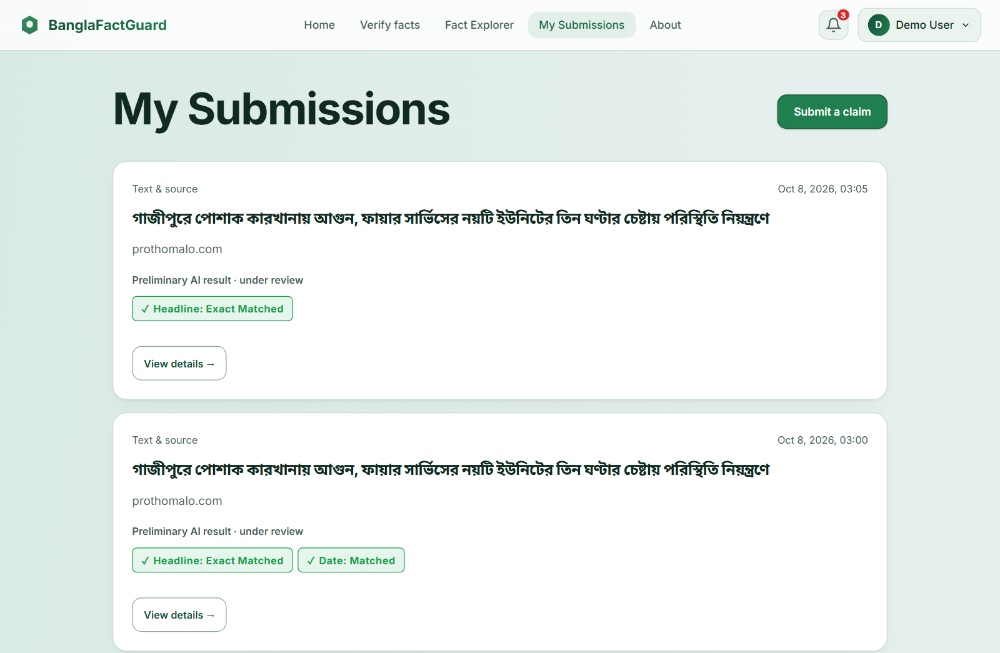 BanglaFactGuard
Home
Verify facts
Fact Explorer
My Submissions
About
3
D
Demo User
My Submissions
Submit a claim
Text & source
Oct 8, 2026, 03:05
গাজীপুরে পোশাক কারখানায় আগুন, ফায়ার সার্ভিসের নয়টি ইউনিটের তিন ঘণ্টার চেষ্টায় পরিস্থিতি নিয়ন্ত্রণে
prothomalo.com
Preliminary AI result · under review
✓ Headline: Exact Matched
View details →
Text & source
Oct 8, 2026, 03:00
গাজীপুরে পোশাক কারখানায় আগুন, ফায়ার সার্ভিসের নয়টি ইউনিটের তিন ঘণ্টার চেষ্টায় পরিস্থিতি নিয়ন্ত্রণে
prothomalo.com
Preliminary AI result · under review
✓ Headline: Exact Matched
✓ Date: Matched
View details →